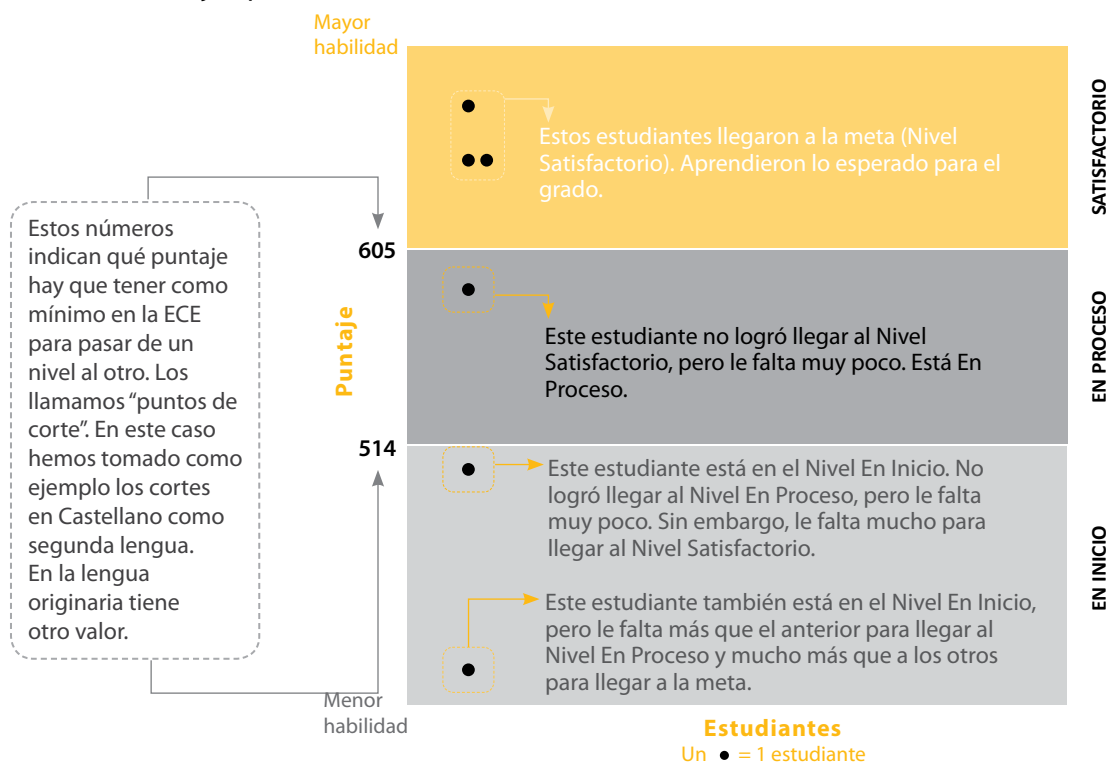 Mayor
habilidad
Estos estudiantes llegaron a la meta (Nivel
Satisfactorio). Aprendieron lo esperado para el
grado.
SATISFACTORIO
Estos números
indican qué puntaje
hay que tener como
mínimo en la ECE
para pasar de un
nivel al otro. Los
llamamos “puntos de
corte”. En este caso
hemos tomado como
ejemplo los cortes
en Castellano como
segunda lengua.
En la lengua
originaria tiene
otro valor.
605
Puntaje
514
Este estudiante no logró llegar al Nivel
Satisfactorio, pero le falta muy poco. Está En
Proceso.
EN PROCESO
Este estudiante está en el Nivel En Inicio. No
logró llegar al Nivel En Proceso, pero le falta
muy poco. Sin embargo, le falta mucho para
llegar al Nivel Satisfactorio.
Este estudiante también está en el Nivel En Inicio,
pero le falta más que el anterior para llegar al
Nivel En Proceso y mucho más que a los otros
para llegar a la meta.
EN INICIO
Menor
habilidad
Estudiantes
Un ● = 1 estudiante